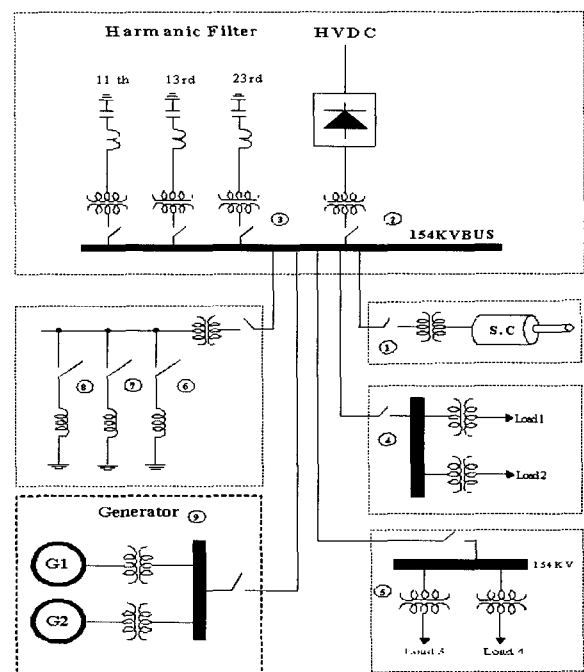 Harmanic Filter
HVDC
11 th
13rd
23rd
③
②
154KVBUS
①
S.C
⑧
⑦
⑥
④
Load1
Load2
Generator ⑨
G1
G2
154KV
⑤
Load 3
Load 4